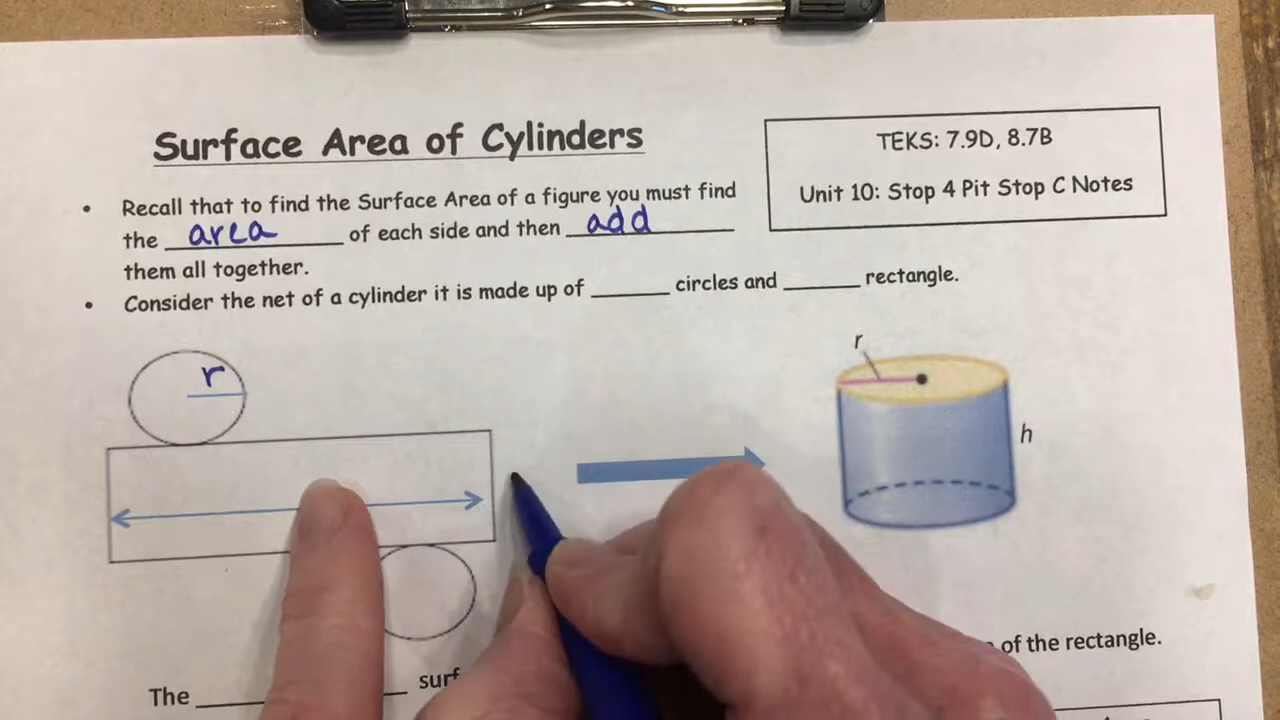 Surface Area of Cylinders
TEKS: 7.9D, 8.7B
Unit 10: Stop 4 Pit Stop C Notes
• Recall that to find the Surface Area of a figure you must find
the area of each side and then add
them all together.
• Consider the net of a cylinder it is made up of ______ circles and ______ rectangle.
r
r
h
of the rectangle.
The ______ surf